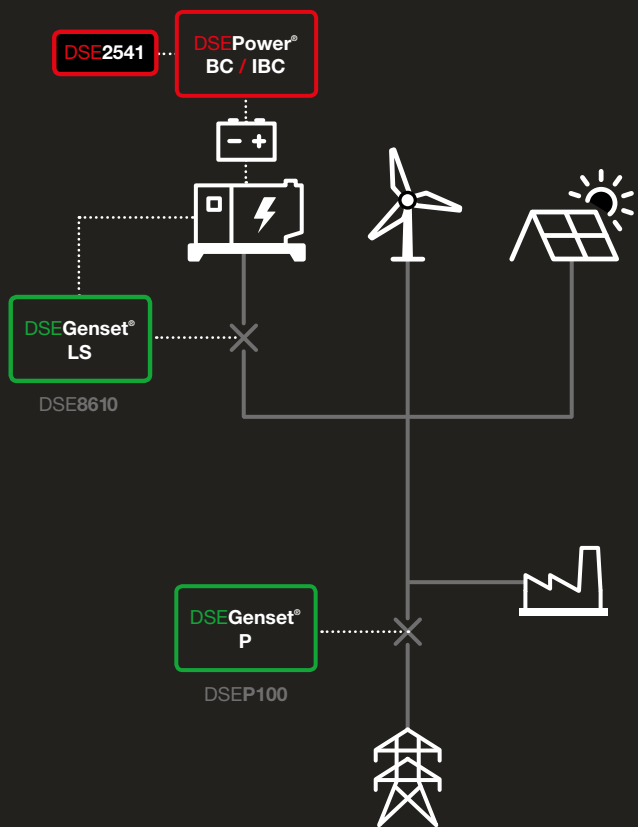 DSE2541
DSEPower®
BC / IBC
DSEGenset®
LS
DSE8610
DSEGenset®
P
DSEP100